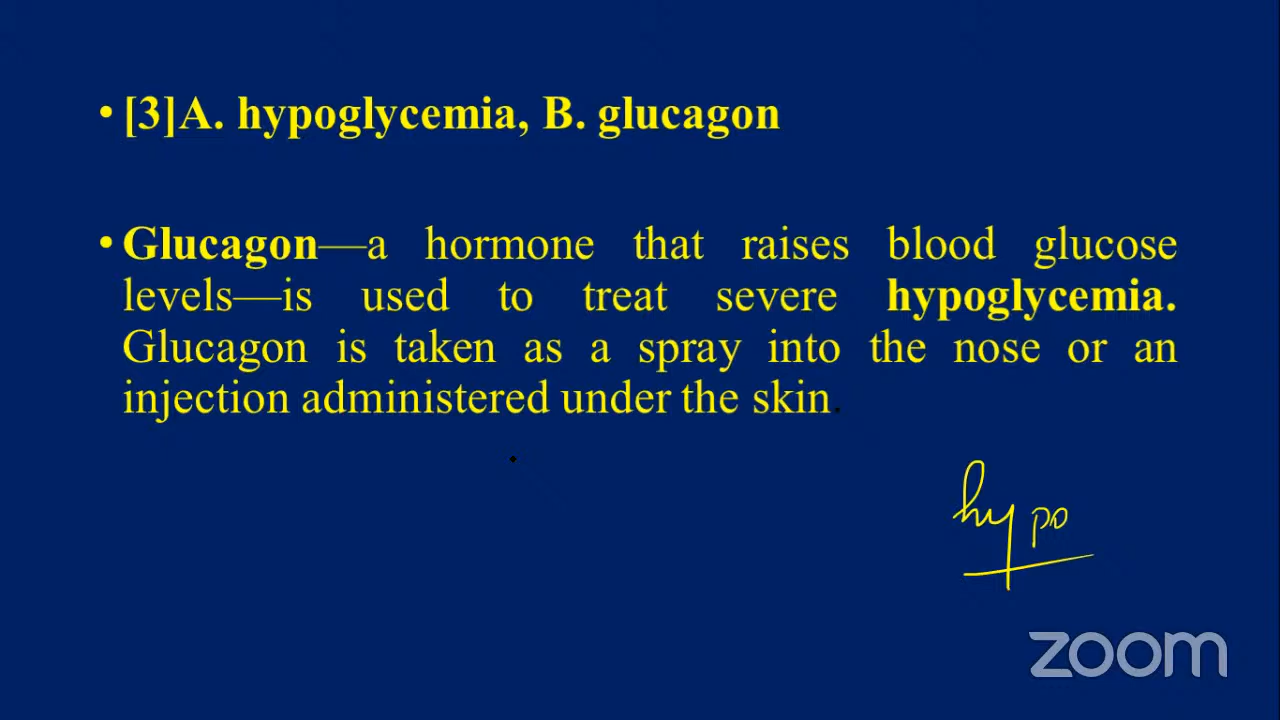 • [3]A. hypoglycemia, B. glucagon
• Glucagon—a hormone that raises blood glucose
levels—is used to treat severe hypoglycemia.
Glucagon is taken as a spray into the nose or an
injection administered under the skin.
hypo
zoom